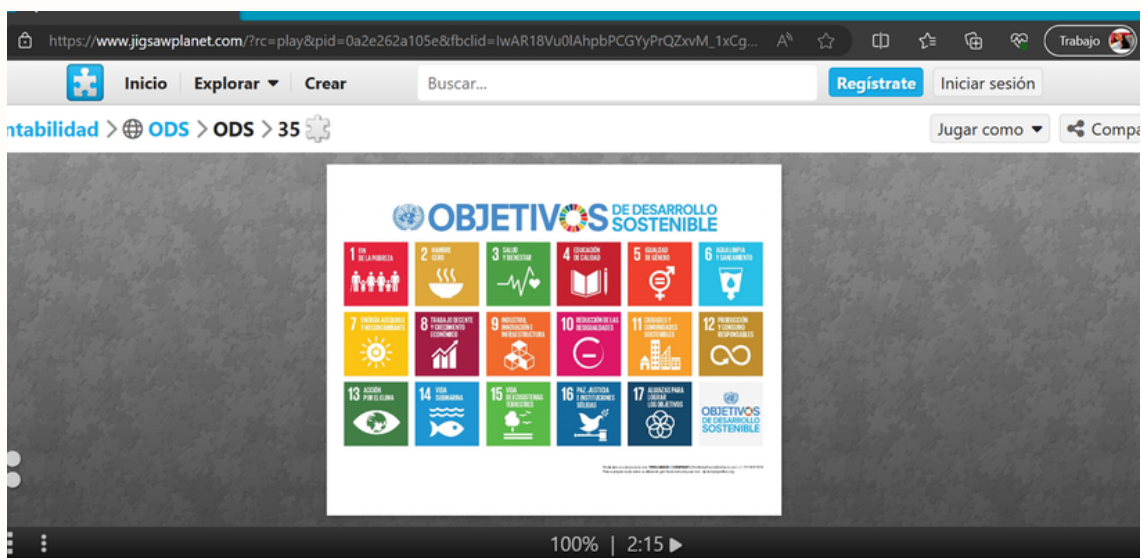 https://www.jigsawplanet.com/?rc=play&pid=0a2e262a105e&fbclid=IwAR18Vu0lAhpbPCGYyPrQZxvM_1xCg...
Trabajo
Inicio Explorar Crear Buscar... Regístrate Iniciar sesión
ntabilidad > ODS > ODS > 35 Jugar como Compa
OBJETIVOS DE DESARROLLO
SOSTENIBLE
1 FIN
DE LA POBREZA
2 HAMBRE
CERO
3 SALUD
Y BIENESTAR
4 EDUCACIÓN
DE CALIDAD
5 IGUALDAD
DE GÉNERO
6 AGUA LIMPIA
Y SANEAMIENTO
7 ENERGÍA ASEQUIBLE
Y NO CONTAMINANTE
8 TRABAJO DECENTE
Y CRECIMIENTO
ECONÓMICO
9 INDUSTRIA,
INNOVACIÓN E
INFRAESTRUCTURA
10 REDUCCIÓN DE LAS
DESIGUALDADES
11 CIUDADES Y
COMUNIDADES
SOSTENIBLES
12 PRODUCCIÓN
Y CONSUMO
RESPONSABLES
13 ACCIÓN
POR EL CLIMA
14 VIDA
SUBMARINA
15 VIDA
DE ECOSISTEMAS
TERRESTRES
16 PAZ, JUSTICIA
E INSTITUCIONES
SÓLIDAS
17 ALIANZAS PARA
LOGRAR
LOS OBJETIVOS
OBJETIVOS
DE DESARROLLO
SOSTENIBLE
100% | 2:15